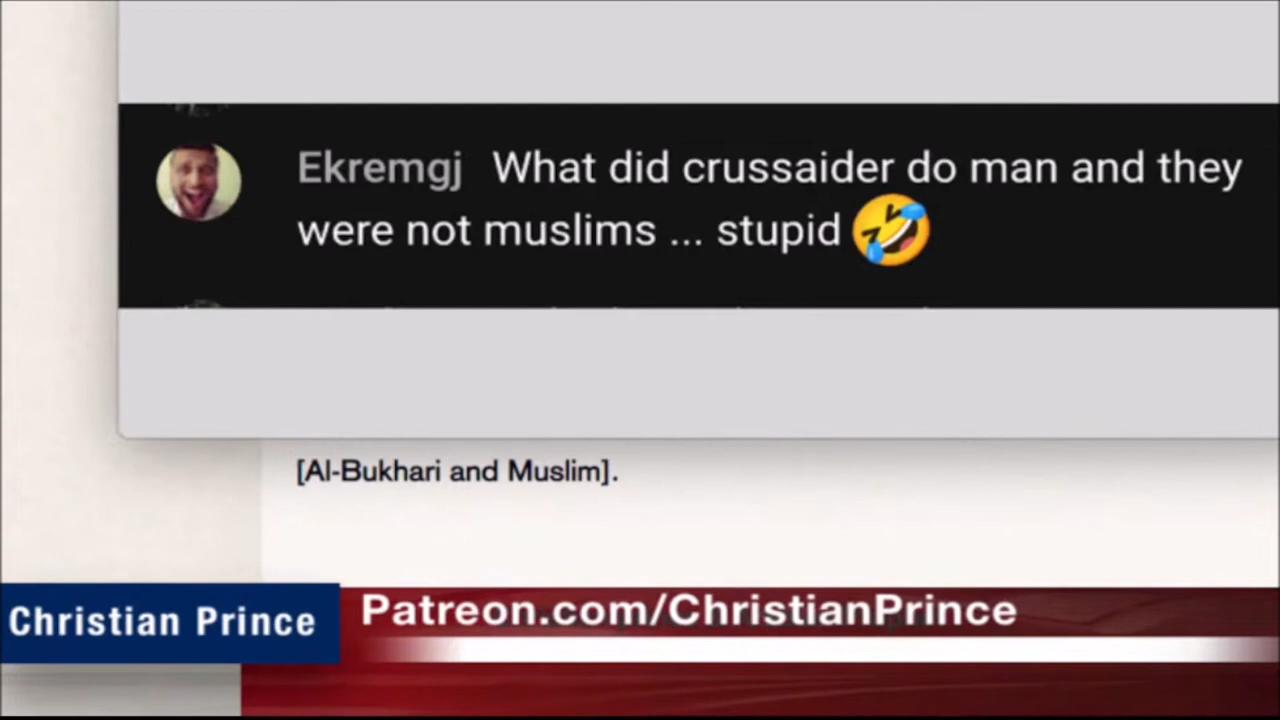 Ekremgj What did crussaider do man and they
were not muslims ... stupid 🤣
[Al-Bukhari and Muslim].
Christian Prince
Patreon.com/ChristianPrince